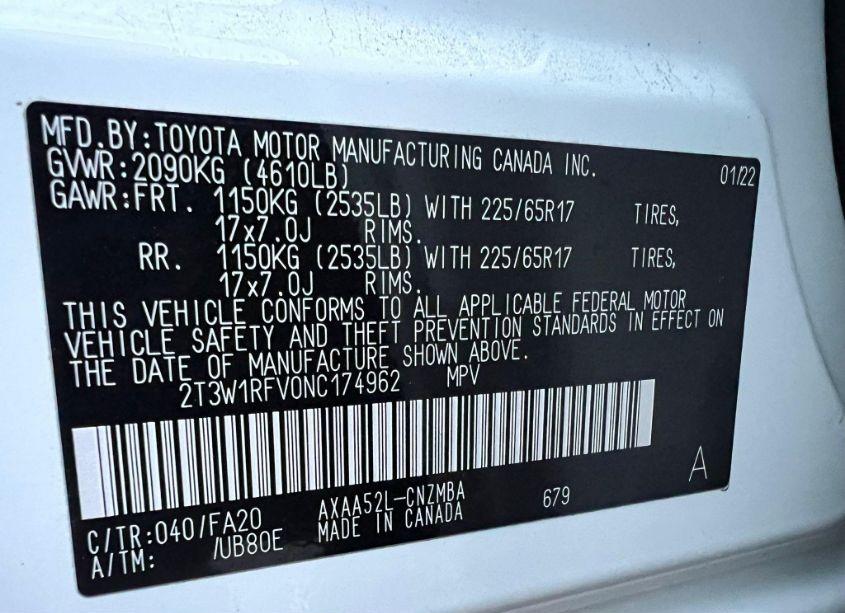 MFD.BY:TOYOTA MOTOR MANUFACTURING CANADA INC. 01/22
GVWR:2090KG (4610LB)
GAWR:FRT. 1150KG (2535LB) WITH 225/65R17 TIRES,
17x7.0J RIMS.
RR. 1150KG (2535LB) WITH 225/65R17 TIRES,
17x7.0J RIMS.
THIS VEHICLE CONFORMS TO ALL APPLICABLE FEDERAL MOTOR
VEHICLE SAFETY AND THEFT PREVENTION STANDARDS IN EFFECT ON
THE DATE OF MANUFACTURE SHOWN ABOVE.
2T3W1RFV0NC174962 MPV
A
C/TR:040/FA20 AXAA52L-CNZMBA 679
A/TM: /UB80E MADE IN CANADA